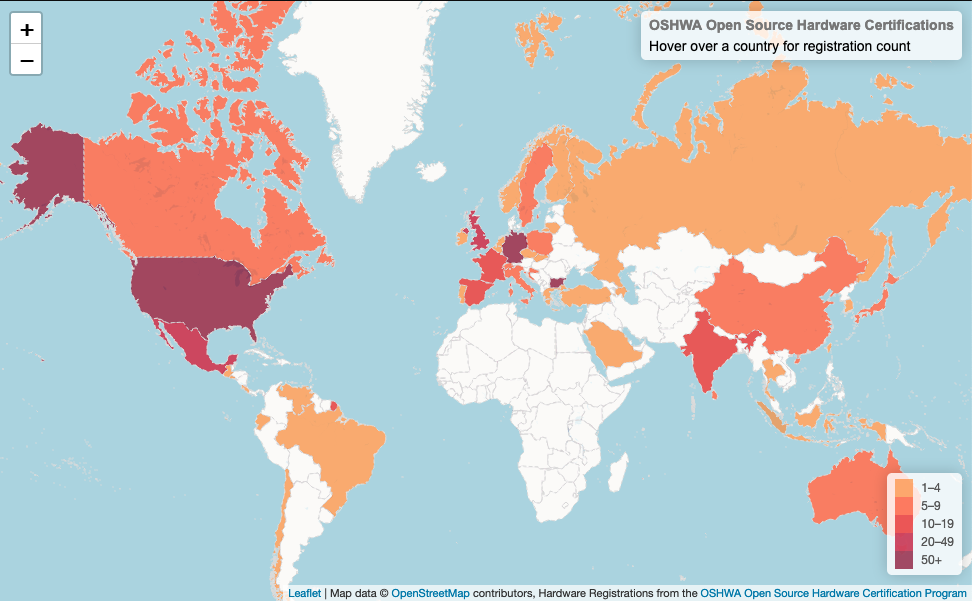 +
−
OSHWA Open Source Hardware Certifications
Hover over a country for registration count
1–4
5–9
10–19
20–49
50+
Leaflet | Map data © OpenStreetMap contributors, Hardware Registrations from the OSHWA Open Source Hardware Certification Program